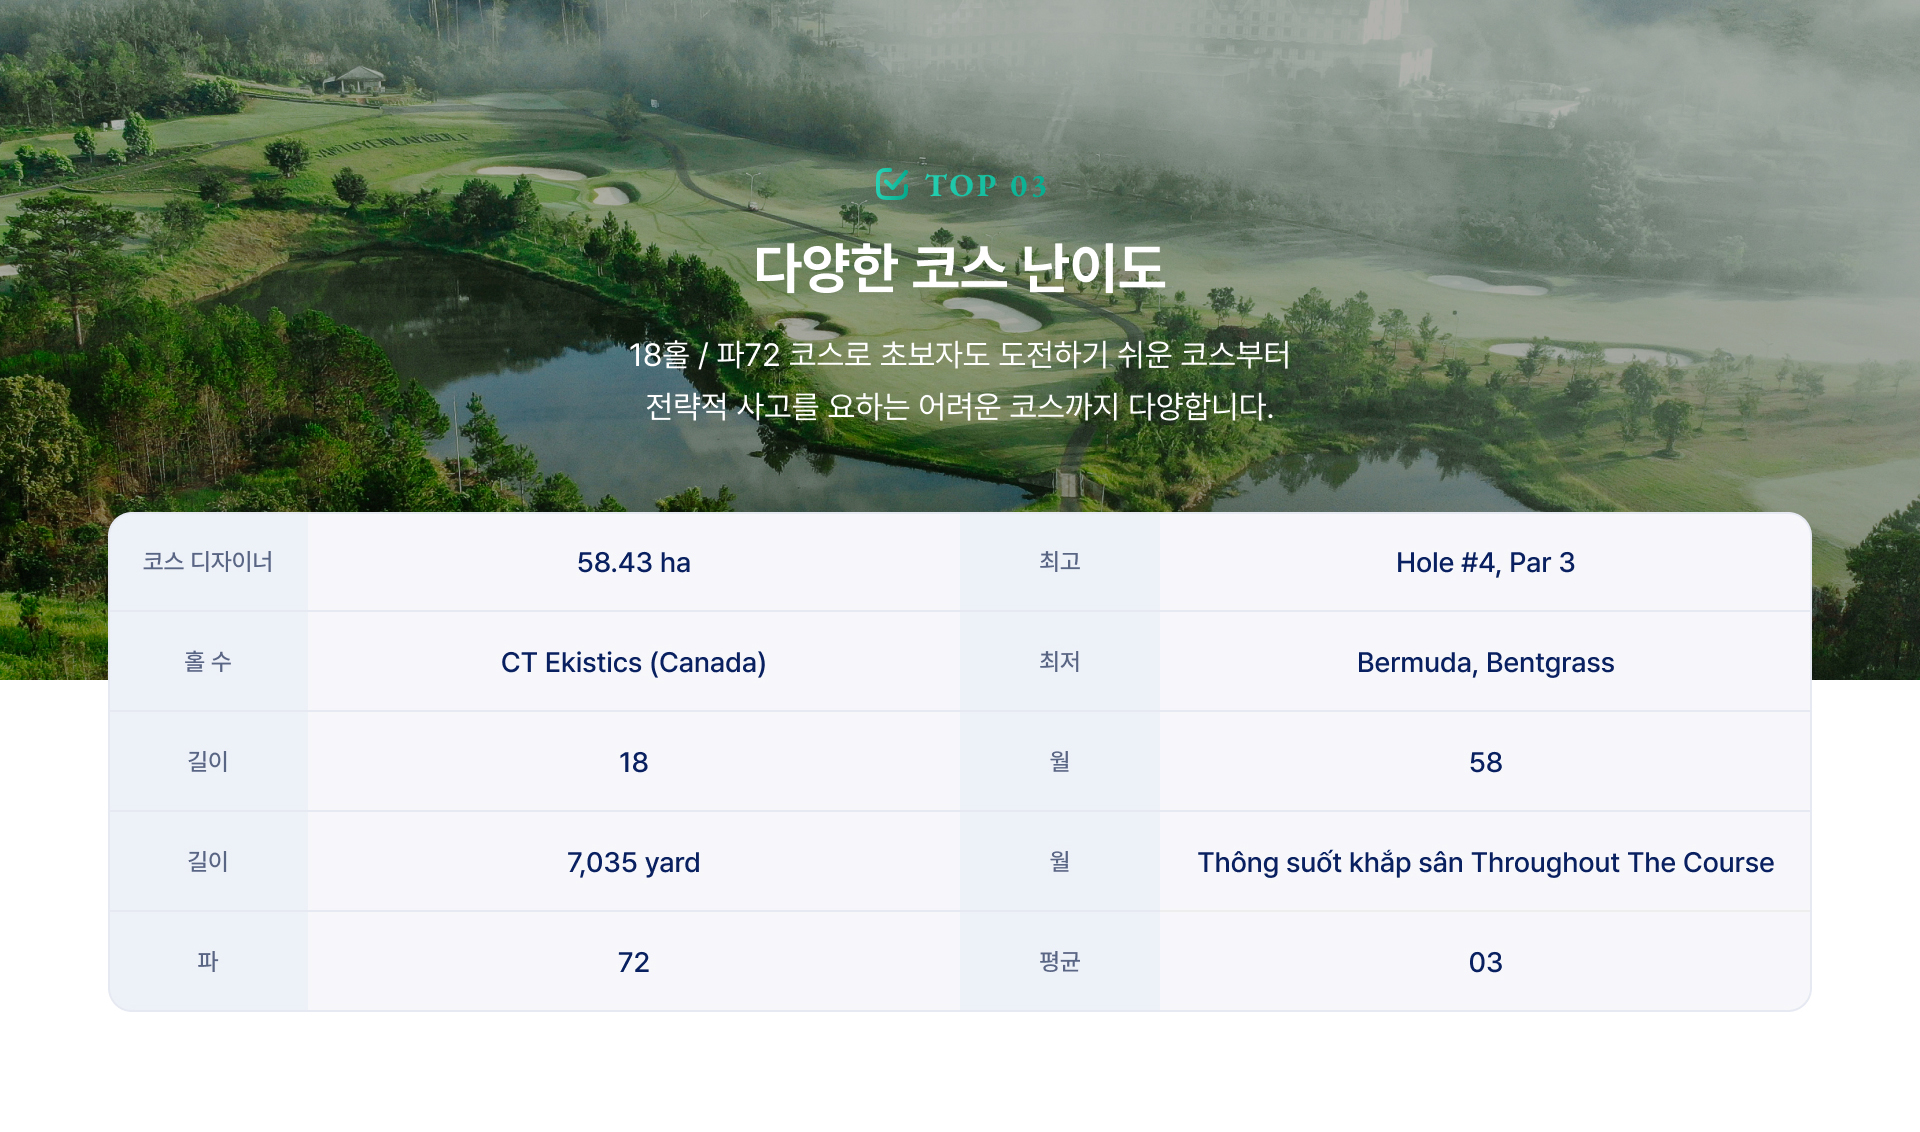 TOP 03
다양한 코스 난이도
18홀 / 파72 코스로 초보자도 도전하기 쉬운 코스부터
전략적 사고를 요하는 어려운 코스까지 다양합니다.
코스 디자이너 58.43 ha 최고 Hole #4, Par 3
홀 수 CT Ekistics (Canada) 최저 Bermuda, Bentgrass
길이 18 월 58
길이 7,035 yard 월 Thông suốt khắp sân Throughout The Course
파 72 평균 03